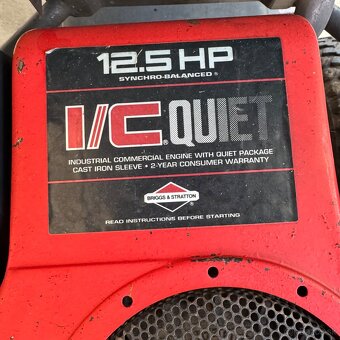 12.5 HP
SYNCHRO-BALANCED®
I/C® QUIET
INDUSTRIAL COMMERCIAL ENGINE WITH QUIET PACKAGE
CAST IRON SLEEVE • 2-YEAR CONSUMER WARRANTY
BRIGGS & STRATTON
READ INSTRUCTIONS BEFORE STARTING